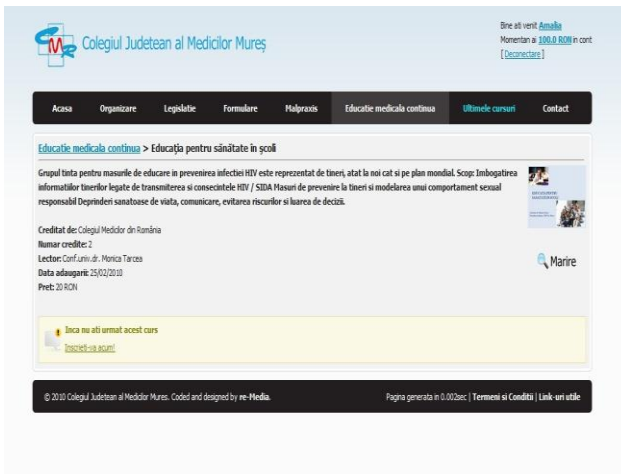 Bine ati venit Amalia
Momentan ai 100.0 RON in cont
[ Deconectare ]
CMR
Colegiul Judetean al Medicilor Mureș
Acasa Organizare Legislatie Formulare Malpraxis Educatie medicala continua Ultimele cursuri Contact
Educatie medicala continua > Educația pentru sănătate în școli
Grupul tinta pentru masurile de educare in prevenirea infectiei HIV este reprezentat de tineri, atat la noi cat si pe plan mondial. Scop: Imbogatirea
informatiilor tinerilor legate de transmiterea si consecintele HIV / SIDA Masuri de prevenire la tineri si modelarea unui comportament sexual
responsabil Deprinderi sanatoase de viata, comunicare, evitarea riscurilor si luarea de decizii.
Creditat de: Colegiul Medicilor din România
Numar credite: 2
Lector: Conf.univ.dr. Monica Tarcea
Data adaugarii: 25/02/2010
Pret: 20 RON
Marire
Inca nu ati urmat acest curs
Inscrieti-va acum!
© 2010 Colegiul Judetean al Medicilor Mures. Coded and designed by re-Media.
Pagina generata in 0.002sec | Termeni si Conditii | Link-uri utile